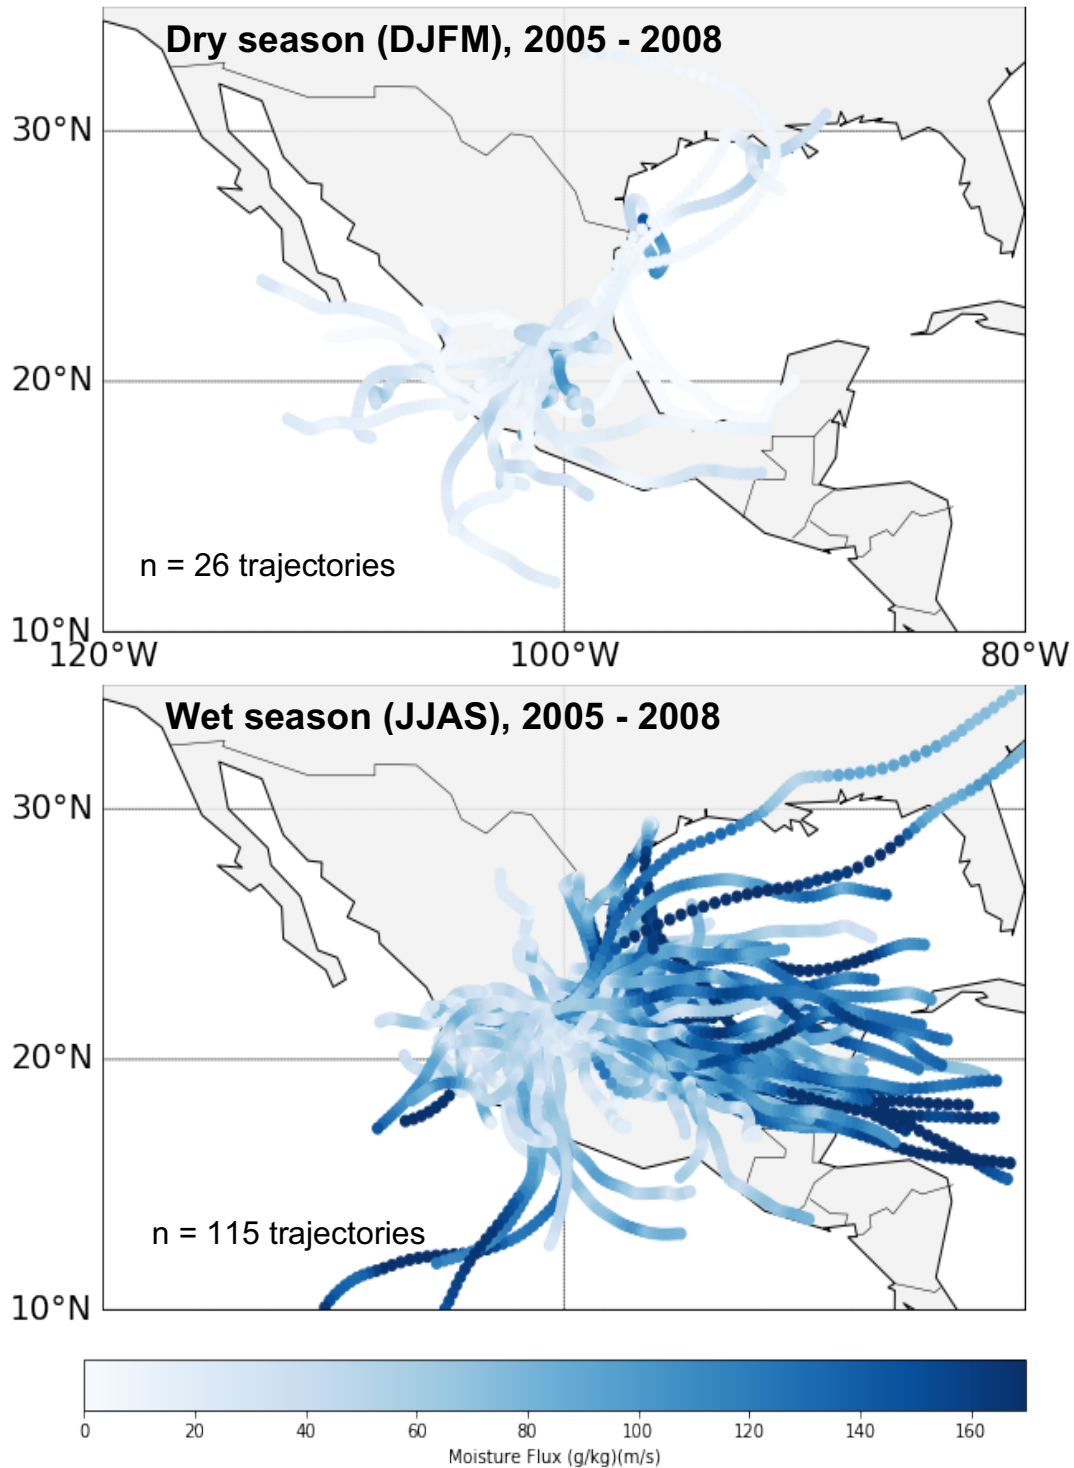 Dry season (DJFM), 2005 - 2008
30°N
20°N
n = 26 trajectories
10°N
120°W 100°W 80°W
Wet season (JJAS), 2005 - 2008
30°N
20°N
n = 115 trajectories
10°N
0 20 40 60 80 100 120 140 160
Moisture Flux (g/kg)(m/s)